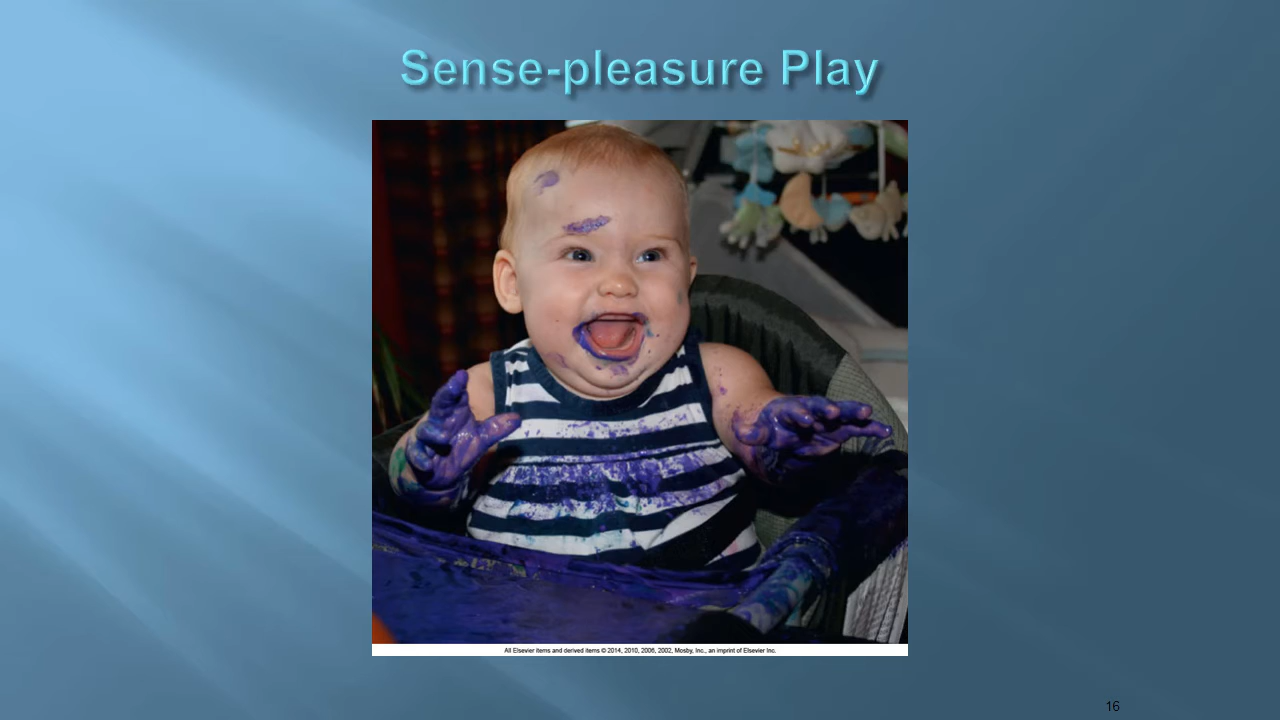 Sense-pleasure Play
All Elsevier items and derived items © 2014, 2010, 2006, 2002, Mosby, Inc., an imprint of Elsevier Inc.
16